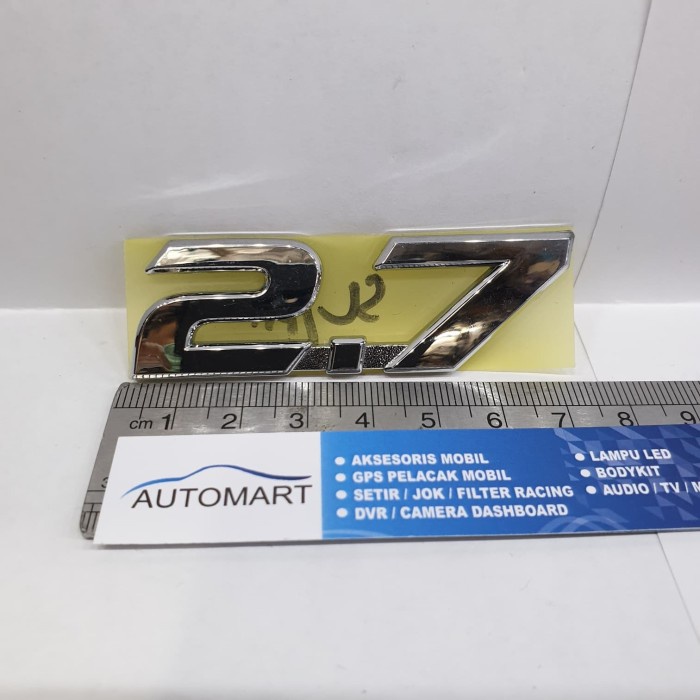 2.7
cm 1 2 3 4 5 6 7 8 9
AUTOMART
• AKSESORIS MOBIL
• GPS PELACAK MOBIL
• SETIR / JOK / FILTER RACING
• DVR / CAMERA DASHBOARD
• LAMPU LED
• BODYKIT
• AUDIO / TV /